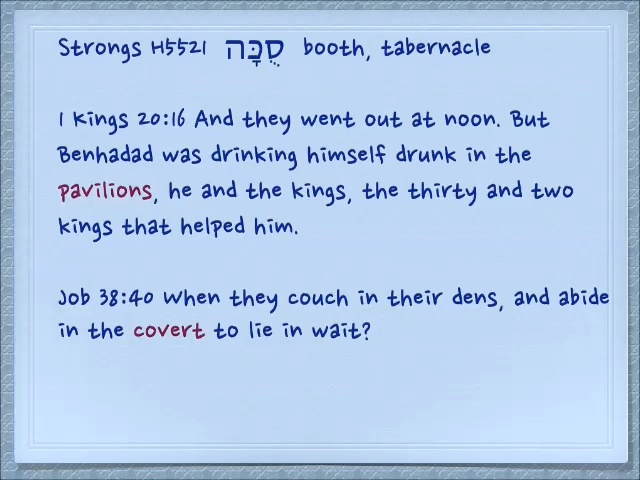 Strongs H5521 סֻכָּה booth, tabernacle
1 Kings 20:16 And they went out at noon. But
Benhadad was drinking himself drunk in the
pavilions, he and the kings, the thirty and two
kings that helped him.
Job 38:40 When they couch in their dens, and abide
in the covert to lie in wait?